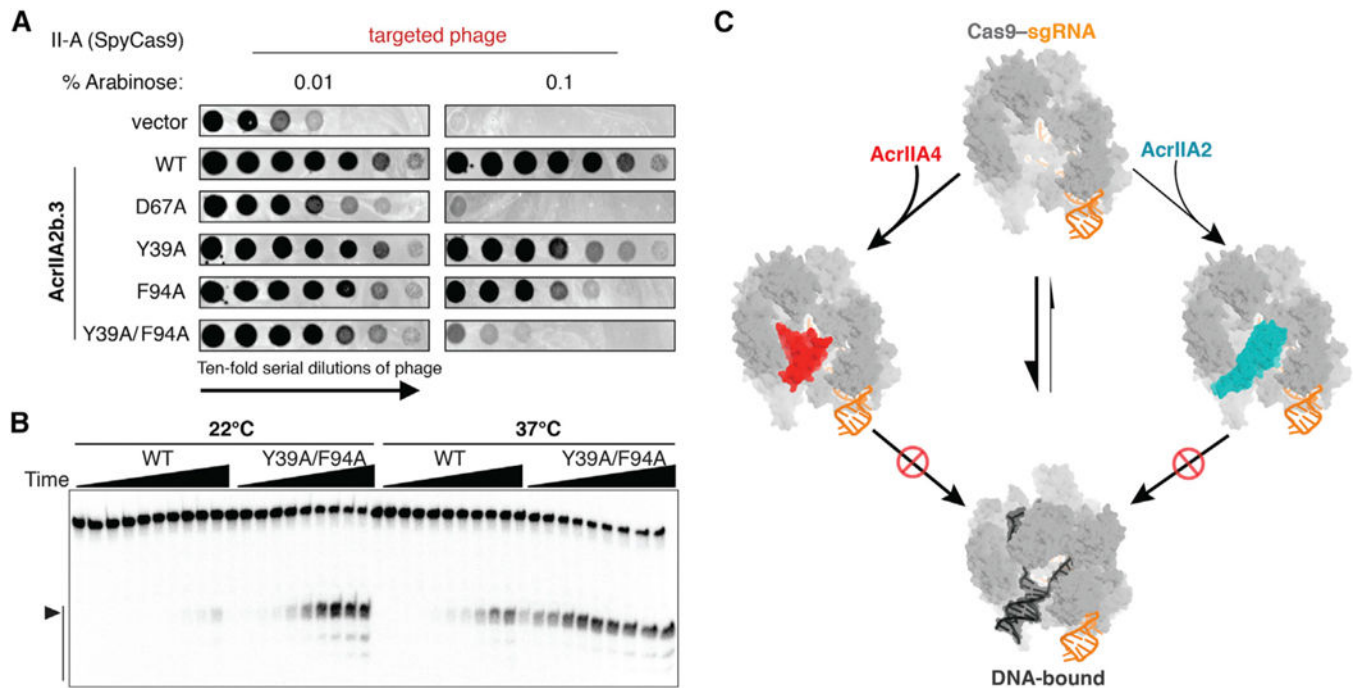 A
II-A (SpyCas9)
targeted phage
% Arabinose: 0.01 0.1
vector
WT
D67A
Y39A
F94A
Y39A/F94A
AcrIIA2b.3
Ten-fold serial dilutions of phage
B
22°C 37°C
WT Y39A/F94A WT Y39A/F94A
Time
C
Cas9–sgRNA
AcrIIA4
AcrIIA2
DNA-bound